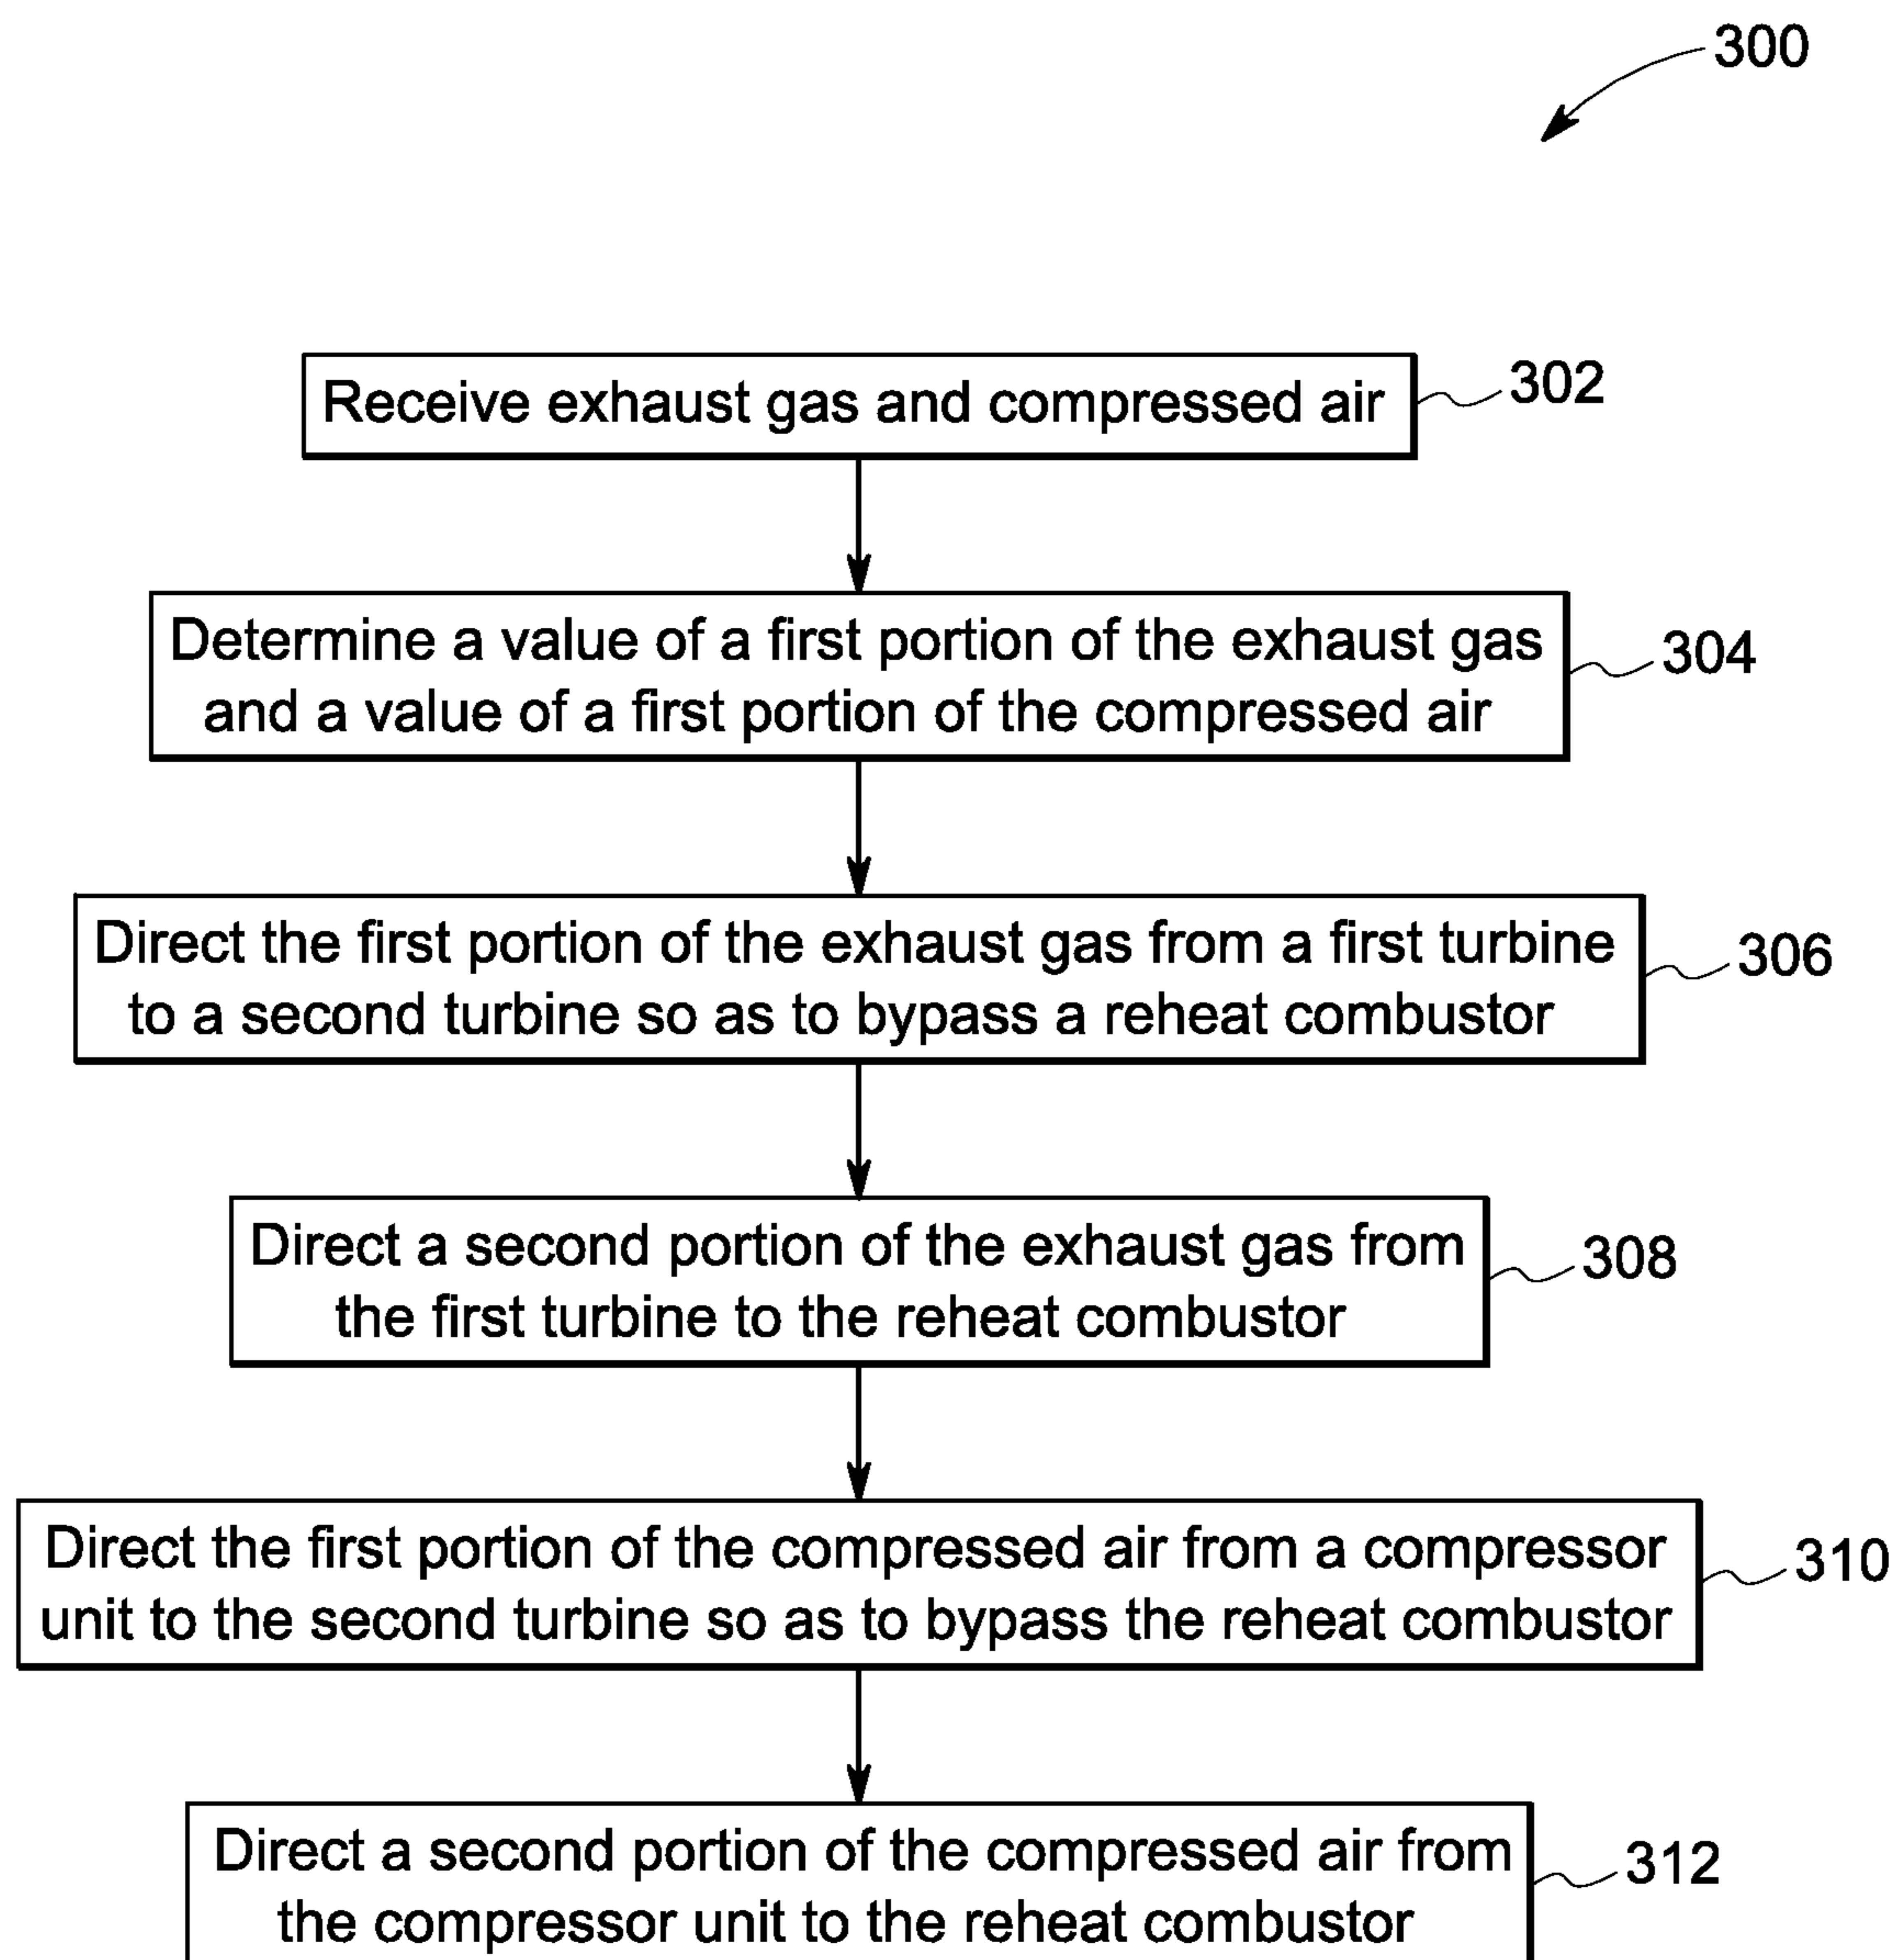 300
Receive exhaust gas and compressed air
302
Determine a value of a first portion of the exhaust gas
and a value of a first portion of the compressed air
304
Direct the first portion of the exhaust gas from a first turbine
to a second turbine so as to bypass a reheat combustor
306
Direct a second portion of the exhaust gas from
the first turbine to the reheat combustor
308
Direct the first portion of the compressed air from a compressor
unit to the second turbine so as to bypass the reheat combustor
310
Direct a second portion of the compressed air from
the compressor unit to the reheat combustor
312